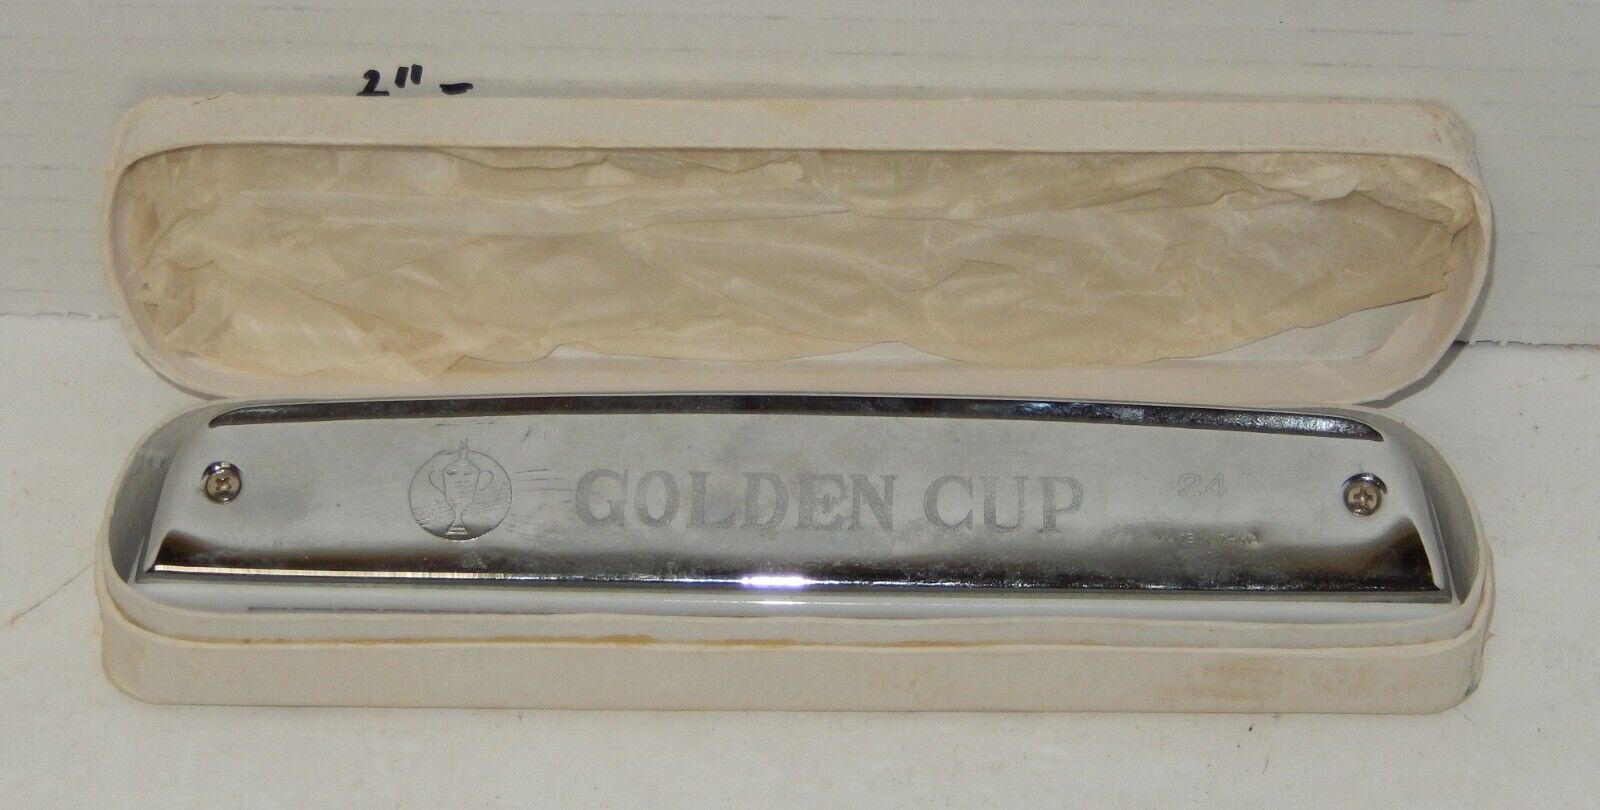 2" -
GOLDEN CUP
24
MADE IN CHINA